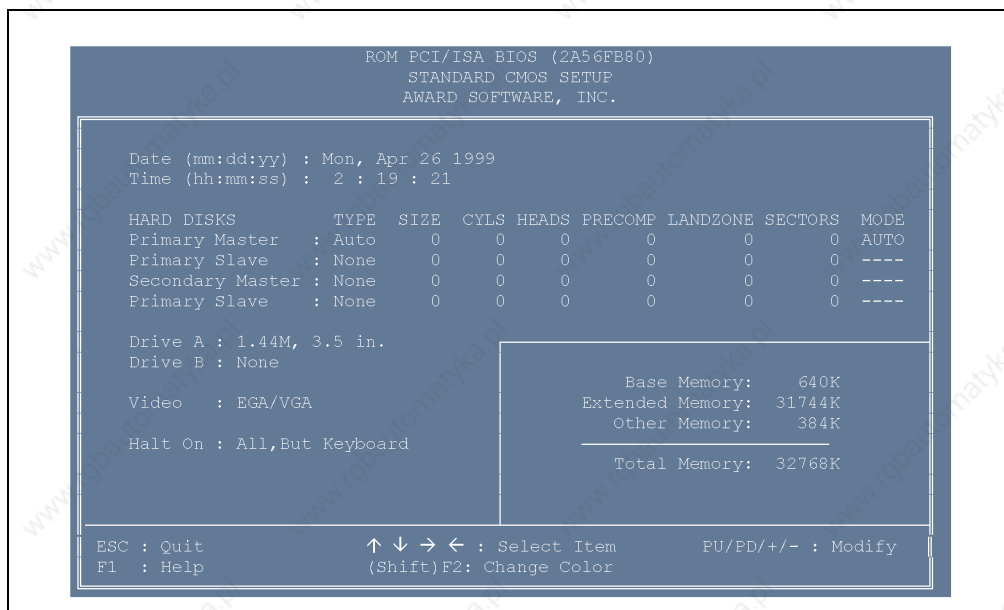 ROM PCI/ISA BIOS (2A56FB80)
STANDARD CMOS SETUP
AWARD SOFTWARE, INC.
Date (mm:dd:yy) : Mon, Apr 26 1999
Time (hh:mm:ss) : 2 : 19 : 21
HARD DISKS TYPE SIZE CYLS HEADS PRECOMP LANDZONE SECTORS MODE
Primary Master : Auto 0 0 0 0 0 0 AUTO
Primary Slave : None 0 0 0 0 0 0 ----
Secondary Master : None 0 0 0 0 0 0 ----
Primary Slave : None 0 0 0 0 0 0 ----
Drive A : 1.44M, 3.5 in.
Drive B : None
Video : EGA/VGA
Halt On : All,But Keyboard
Base Memory: 640K
Extended Memory: 31744K
Other Memory: 384K
Total Memory: 32768K
ESC : Quit ↑ ↓ → ← : Select Item PU/PD/+/- : Modify
F1 : Help (Shift)F2: Change Color
www.rgbautomatyka.pl